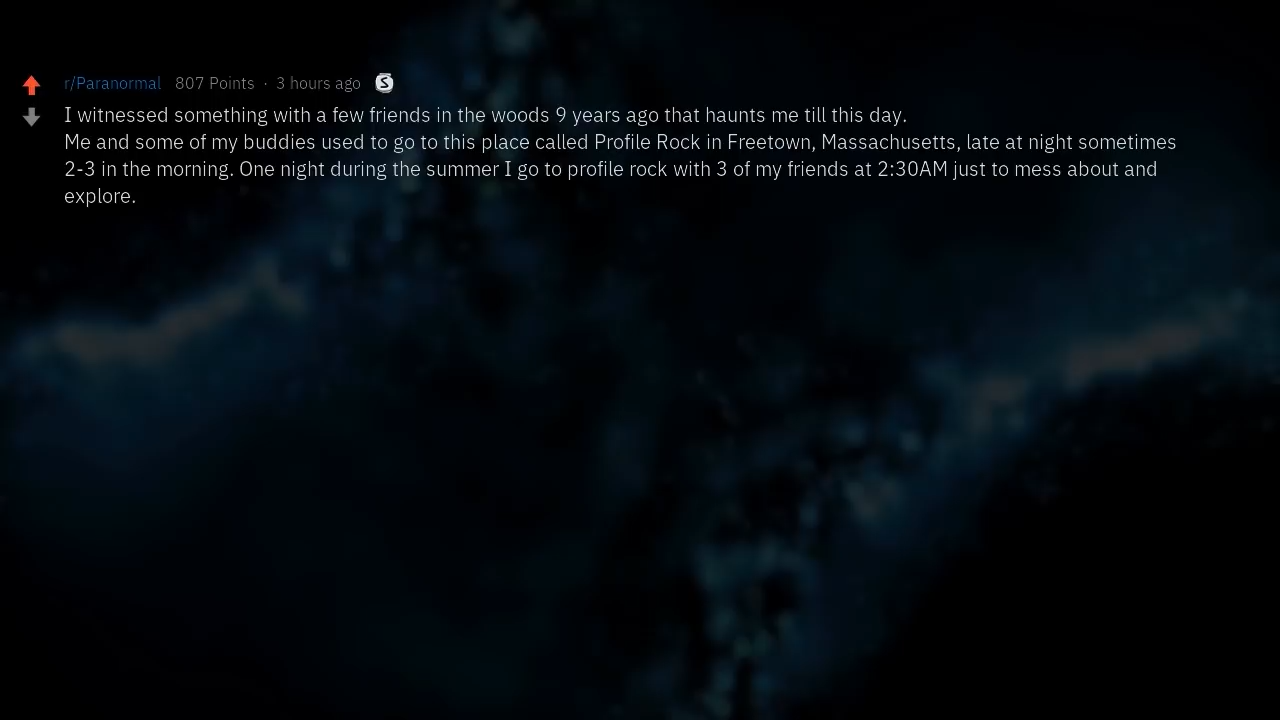 r/Paranormal 807 Points · 3 hours ago S
I witnessed something with a few friends in the woods 9 years ago that haunts me till this day.
Me and some of my buddies used to go to this place called Profile Rock in Freetown, Massachusetts, late at night sometimes
2-3 in the morning. One night during the summer I go to profile rock with 3 of my friends at 2:30AM just to mess about and
explore.